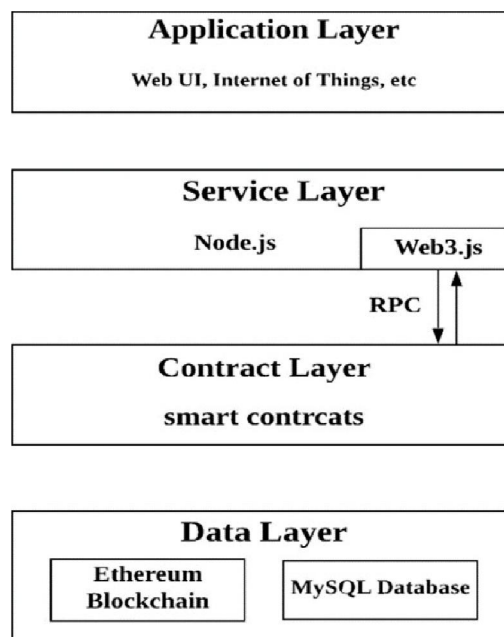 Application Layer
Web UI, Internet of Things, etc
Service Layer
Node.js
Web3.js
RPC
Contract Layer
smart contrcats
Data Layer
Ethereum
Blockchain
MySQL Database